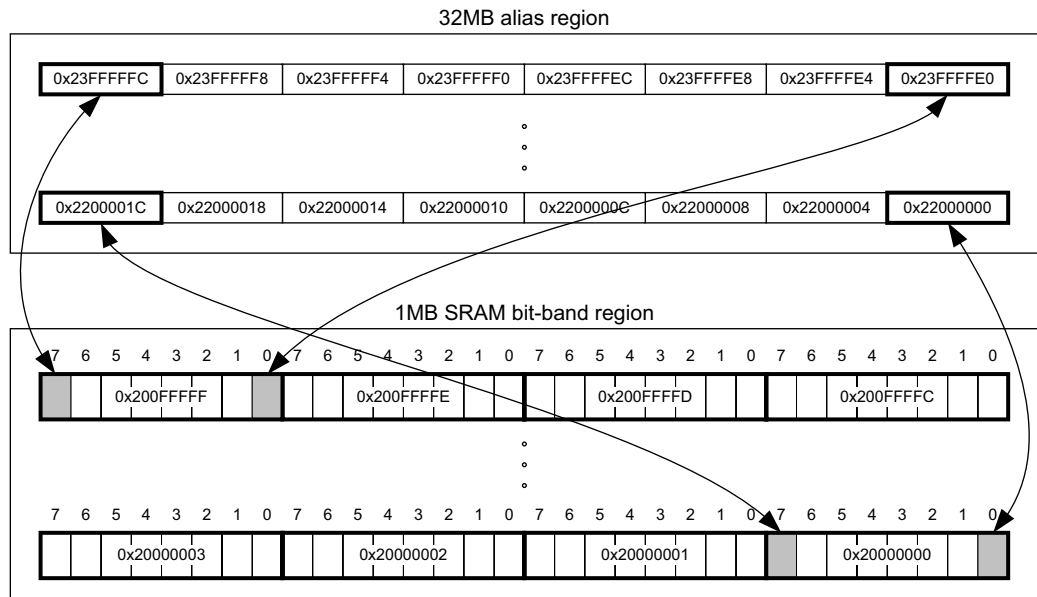 32MB alias region
0x23FFFFFC 0x23FFFFF8 0x23FFFFF4 0x23FFFFF0 0x23FFFFEC 0x23FFFFE8 0x23FFFFE4 0x23FFFFE0
0x2200001C 0x22000018 0x22000014 0x22000010 0x2200000C 0x22000008 0x22000004 0x22000000
1MB SRAM bit-band region
7 6 5 4 3 2 1 0 7 6 5 4 3 2 1 0 7 6 5 4 3 2 1 0 7 6 5 4 3 2 1 0
0x200FFFFF 0x200FFFFE 0x200FFFFD 0x200FFFFC
7 6 5 4 3 2 1 0 7 6 5 4 3 2 1 0 7 6 5 4 3 2 1 0 7 6 5 4 3 2 1 0
0x20000003 0x20000002 0x20000001 0x20000000